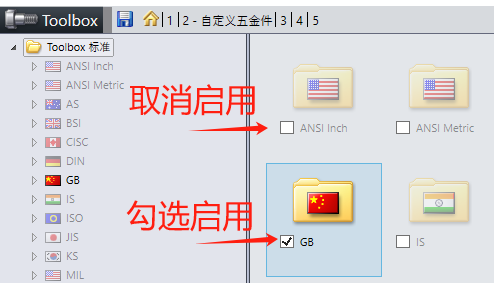 Toolbox 1 2 - 自定义五金件 3 4 5
Toolbox 标准
ANSI Inch
ANSI Metric
AS
BSI
CISC
DIN
GB
IS
ISO
JIS
KS
MIL
取消启用
ANSI Inch ANSI Metric
勾选启用
GB IS